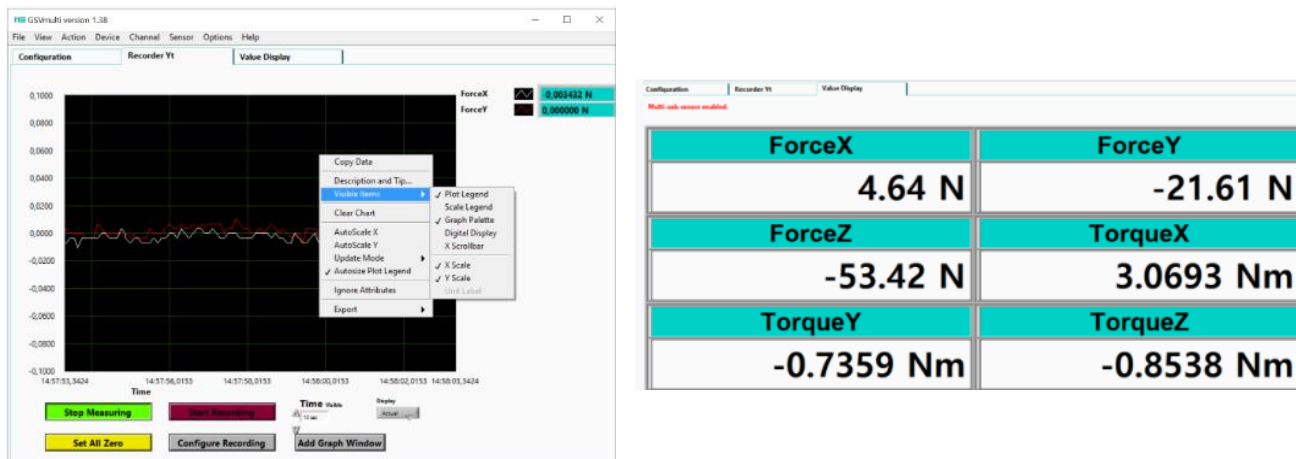 ME GSVmulti version 1.38
File View Action Device Channel Sensor Options Help
Configuration Recorder Yt Value Display
ForceX -0,003432 N
ForceY 0,000000 N
0,1000
0,0800
0,0600
0,0400
0,0200
0,0000
-0,0200
-0,0400
-0,0600
-0,0800
-0,1000
14:57:53,3424 14:57:56,0153 14:57:58,0153 14:58:00,0153 14:58:02,0153 14:58:03,3424
Time
Copy Data
Description and Tip...
Visible Items
Clear Chart
AutoScale X
AutoScale Y
Update Mode
✓ Autosize Plot Legend
Ignore Attributes
Export
✓ Plot Legend
Scale Legend
✓ Graph Palette
Digital Display
X Scrollbar
✓ X Scale
✓ Y Scale
Unit Label
Stop Measuring Start Recording Time Visible Display
10 sec Actual
Set All Zero Configure Recording Add Graph Window
Configuration Recorder Yt Value Display
Multi-axis sensor enabled.
ForceX ForceY
4.64 N -21.61 N
ForceZ TorqueX
-53.42 N 3.0693 Nm
TorqueY TorqueZ
-0.7359 Nm -0.8538 Nm